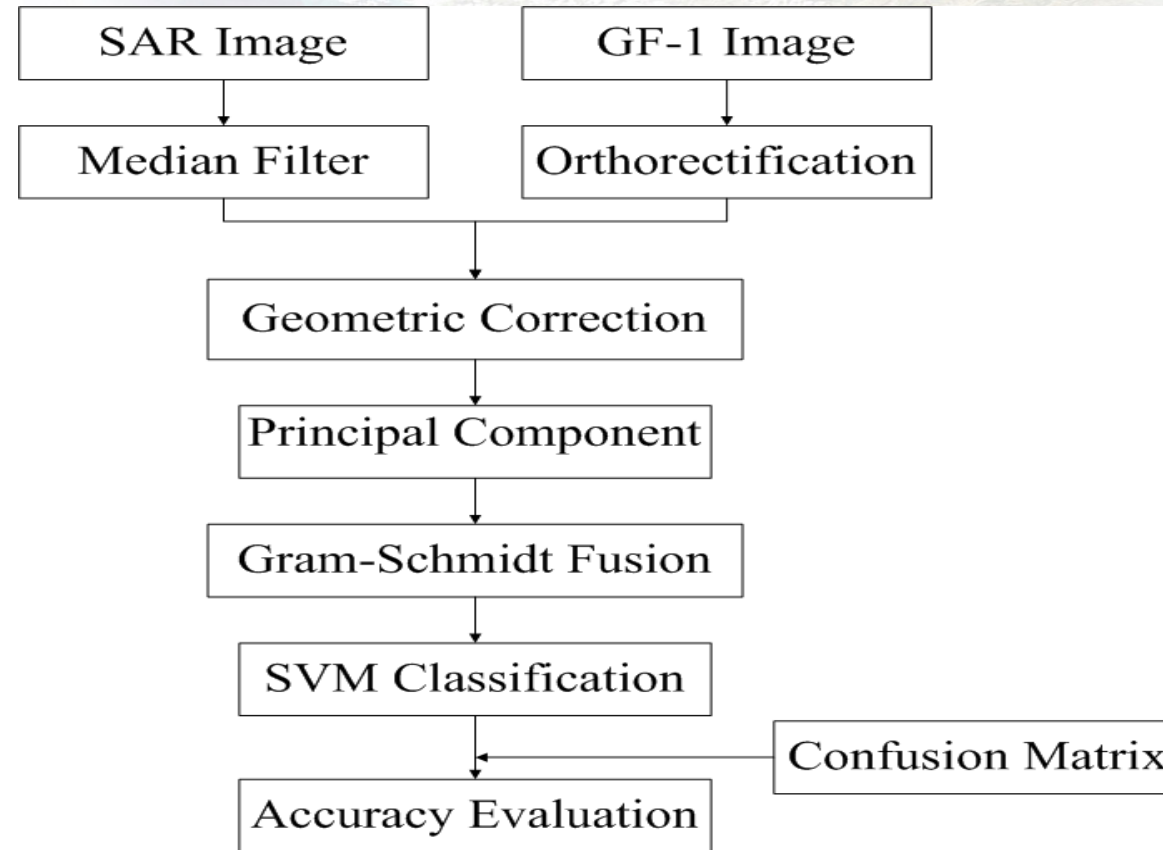 SAR Image
GF-1 Image
Median Filter
Orthorectification
Geometric Correction
Principal Component
Gram-Schmidt Fusion
SVM Classification
Confusion Matrix
Accuracy Evaluation